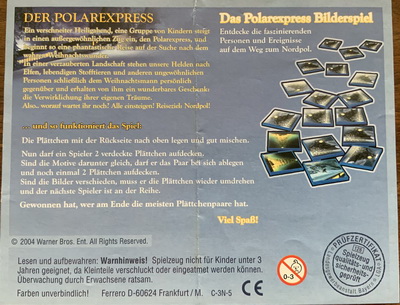 DER POLAREXPRESS
Ein verschneiter Heiligabend, eine Gruppe von Kindern steigt
in einen außergewöhnlichen Zug ein, den Polarexpress, und
beginnt so eine phantastische Reise auf der Suche nach dem
wahren Weihnachtsmann.
In einer verzauberten Landschaft stehen unsere Helden nach
Elfen, lebendigen Stofftieren und anderen ungewöhnlichen
Personen schließlich dem Weihnachtsmann persönlich
gegenüber und erhalten von ihm ein wunderbares Geschenk:
die Verwirklichung ihrer eigenen Träume.
Also, worauf wartet ihr noch? Alle einsteigen! Reiseziel Nordpol!
... und so funktioniert das Spiel:
Die Plättchen mit der Rückseite nach oben legen und gut mischen.
Nun darf ein Spieler 2 verdeckte Plättchen aufdecken.
Sind die Motive darunter gleich, darf er das Paar bei sich ablegen
und noch einmal 2 Plättchen aufdecken.
Sind die Bilder verschieden, muss er die Plättchen wieder umdrehen
und der nächste Spieler ist an der Reihe.
Gewonnen hat, wer am Ende die meisten Plättchenpaare hat.
Viel Spaß!
Das Polarexpress Bilderspiel
Entdecke die faszinierenden
Personen und Ereignisse
auf dem Weg zum Nordpol.
© 2004 Warner Bros. Ent. All Rights Reserved.
Lesen und aufbewahren: Warnhinweis! Spielzeug nicht für Kinder unter 3
Jahren geeignet, da Kleinteile verschluckt oder eingeatmet werden können.
Überwachung durch Erwachsene ratsam.
Farben unverbindlich! Ferrero D-60624 Frankfurt / M. C-3N-5
0-3
CE
PRÜFZERTIFIKAT
Spielzeug
qualitäts- und
sicherheits-
geprüft